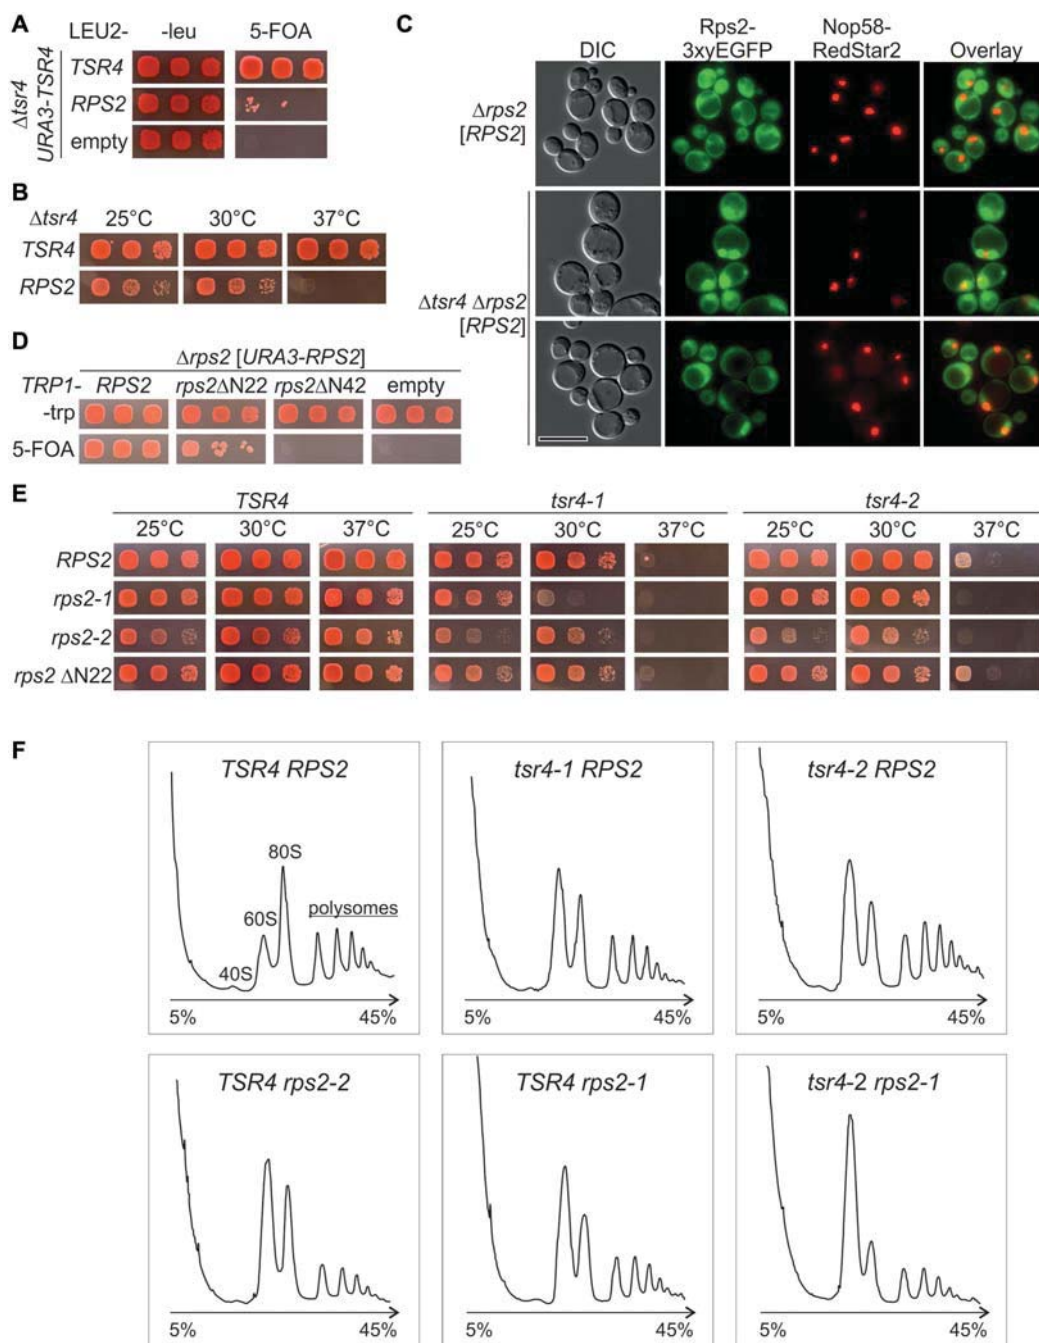 A
LEU2- -leu 5-FOA
Δtsr4
URA3-TSR4
TSR4
RPS2
empty
B
Δtsr4 25°C 30°C 37°C
TSR4
RPS2
C
Rps2- Nop58-
DIC 3xyEGFP RedStar2 Overlay
Δrps2
[RPS2]
Δtsr4 Δrps2
[RPS2]
D
Δrps2 [URA3-RPS2]
TRP1- RPS2 rps2ΔN22 rps2ΔN42 empty
-trp
5-FOA
E
TSR4 tsr4-1 tsr4-2
25°C 30°C 37°C 25°C 30°C 37°C 25°C 30°C 37°C
RPS2
rps2-1
rps2-2
rps2 ΔN22
F
TSR4 RPS2
80S
60S
40S
polysomes
5% 45%
tsr4-1 RPS2
5% 45%
tsr4-2 RPS2
5% 45%
TSR4 rps2-2
5% 45%
TSR4 rps2-1
5% 45%
tsr4-2 rps2-1
5% 45%